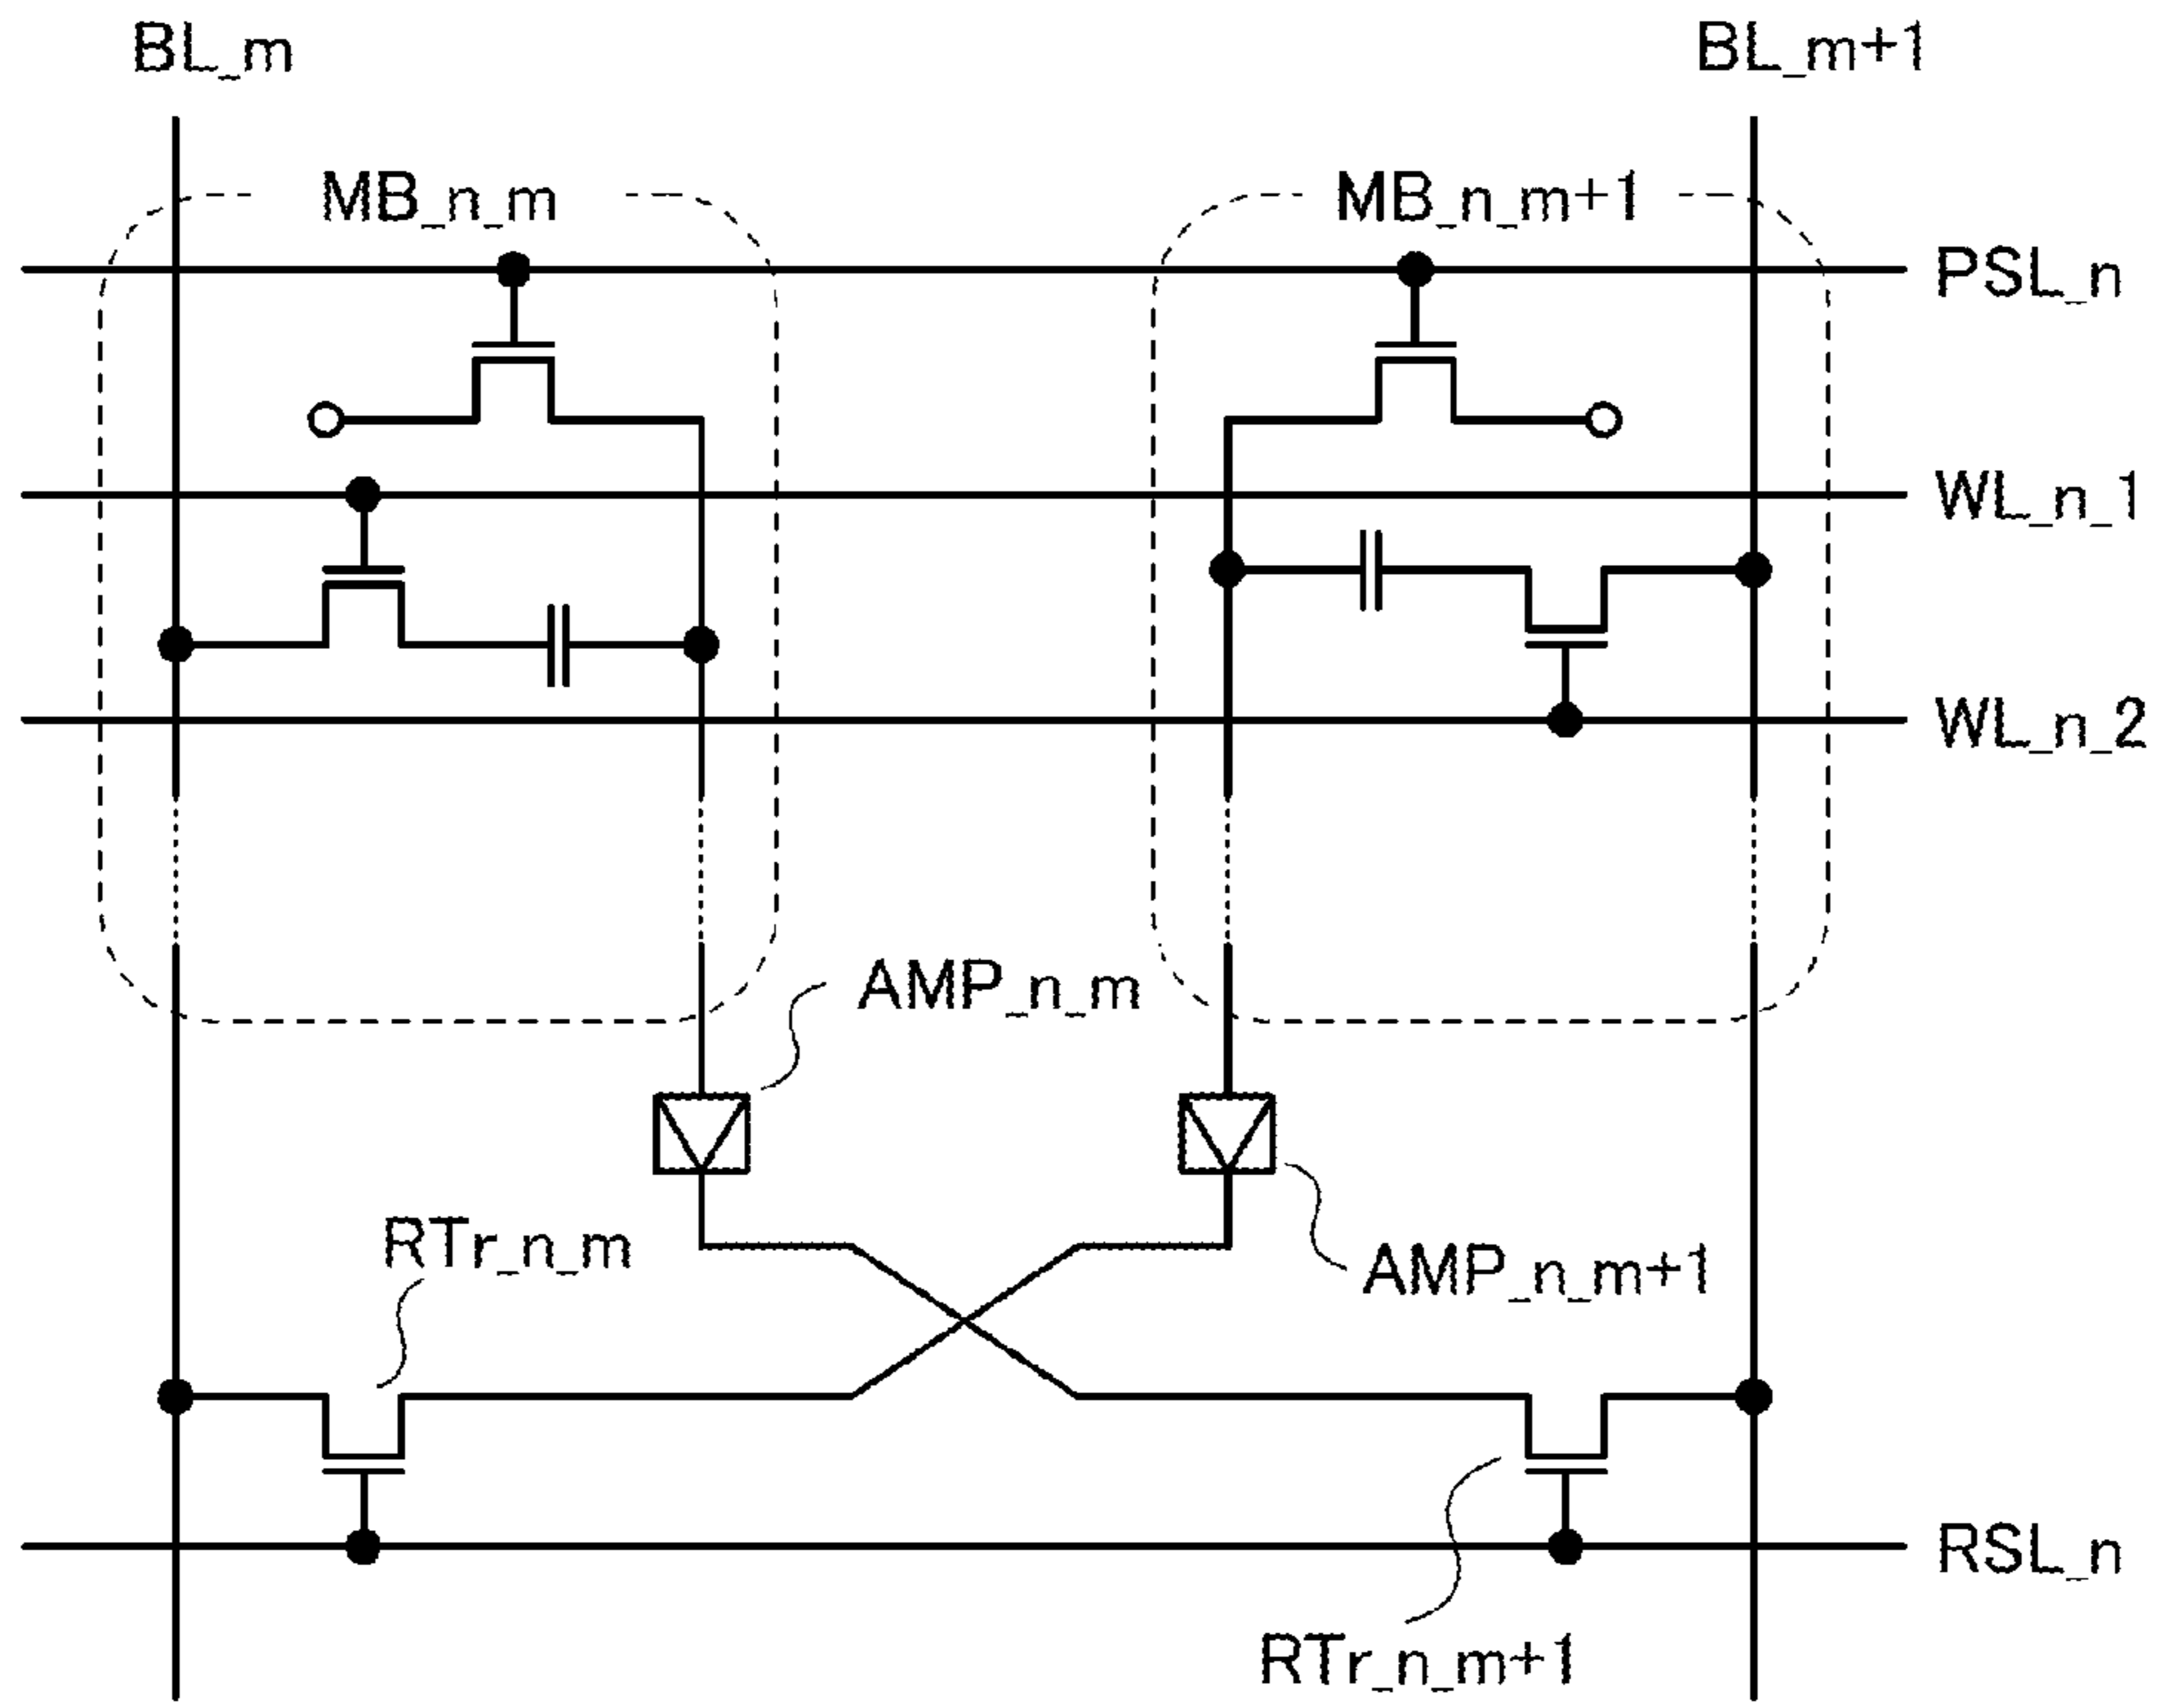 BL_m
BL_m+1
MB_n_m
MB_n_m+1
PSL_n
WL_n_1
WL_n_2
AMP_n_m
RTr_n_m
AMP_n_m+1
RSL_n
RTr_n_m+1